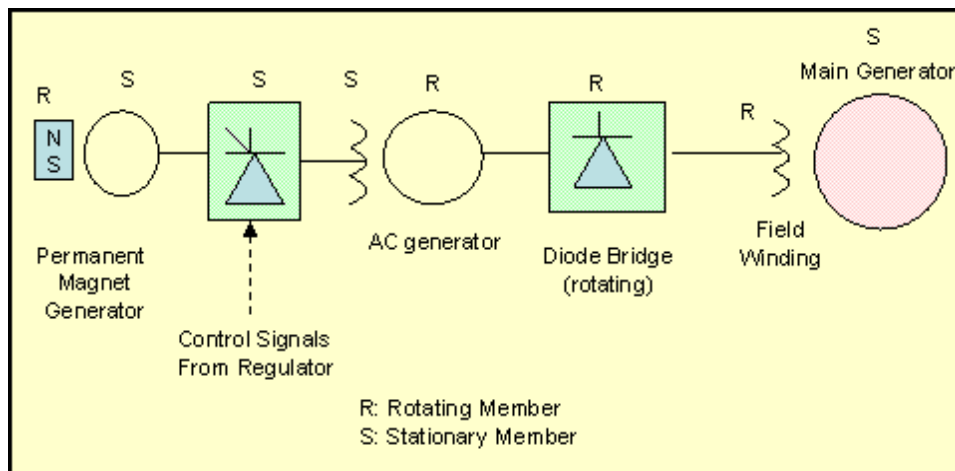 S
Main Generator
R
S
S
S
R
R
R
N
S
AC generator
Diode Bridge
(rotating)
Field
Winding
Permanent
Magnet
Generator
Control Signals
From Regulator
R: Rotating Member
S: Stationary Member